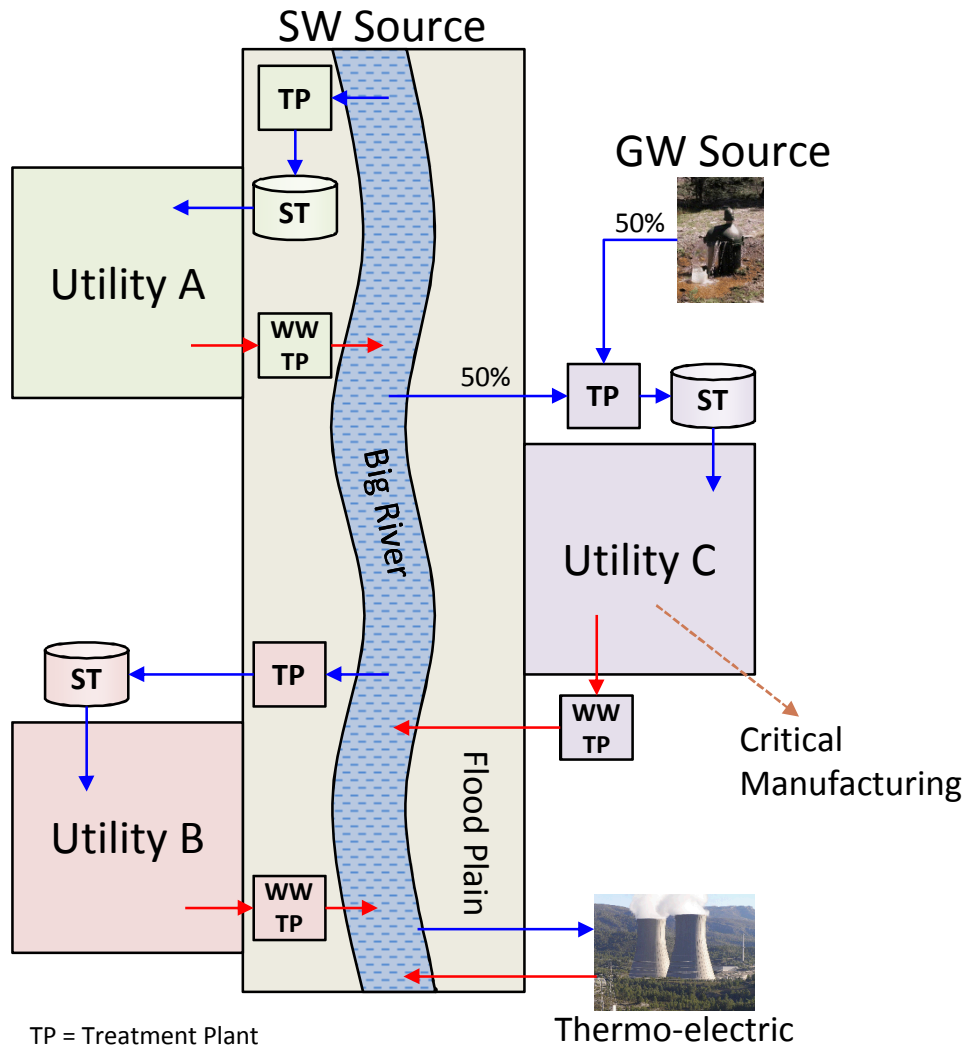 SW Source
TP
GW Source
ST
50%
Utility A
WW
TP
50%
TP
ST
Big River
Utility C
ST
TP
WW
TP
Critical
Manufacturing
Flood Plain
Utility B
WW
TP
TP = Treatment Plant
Thermo-electric